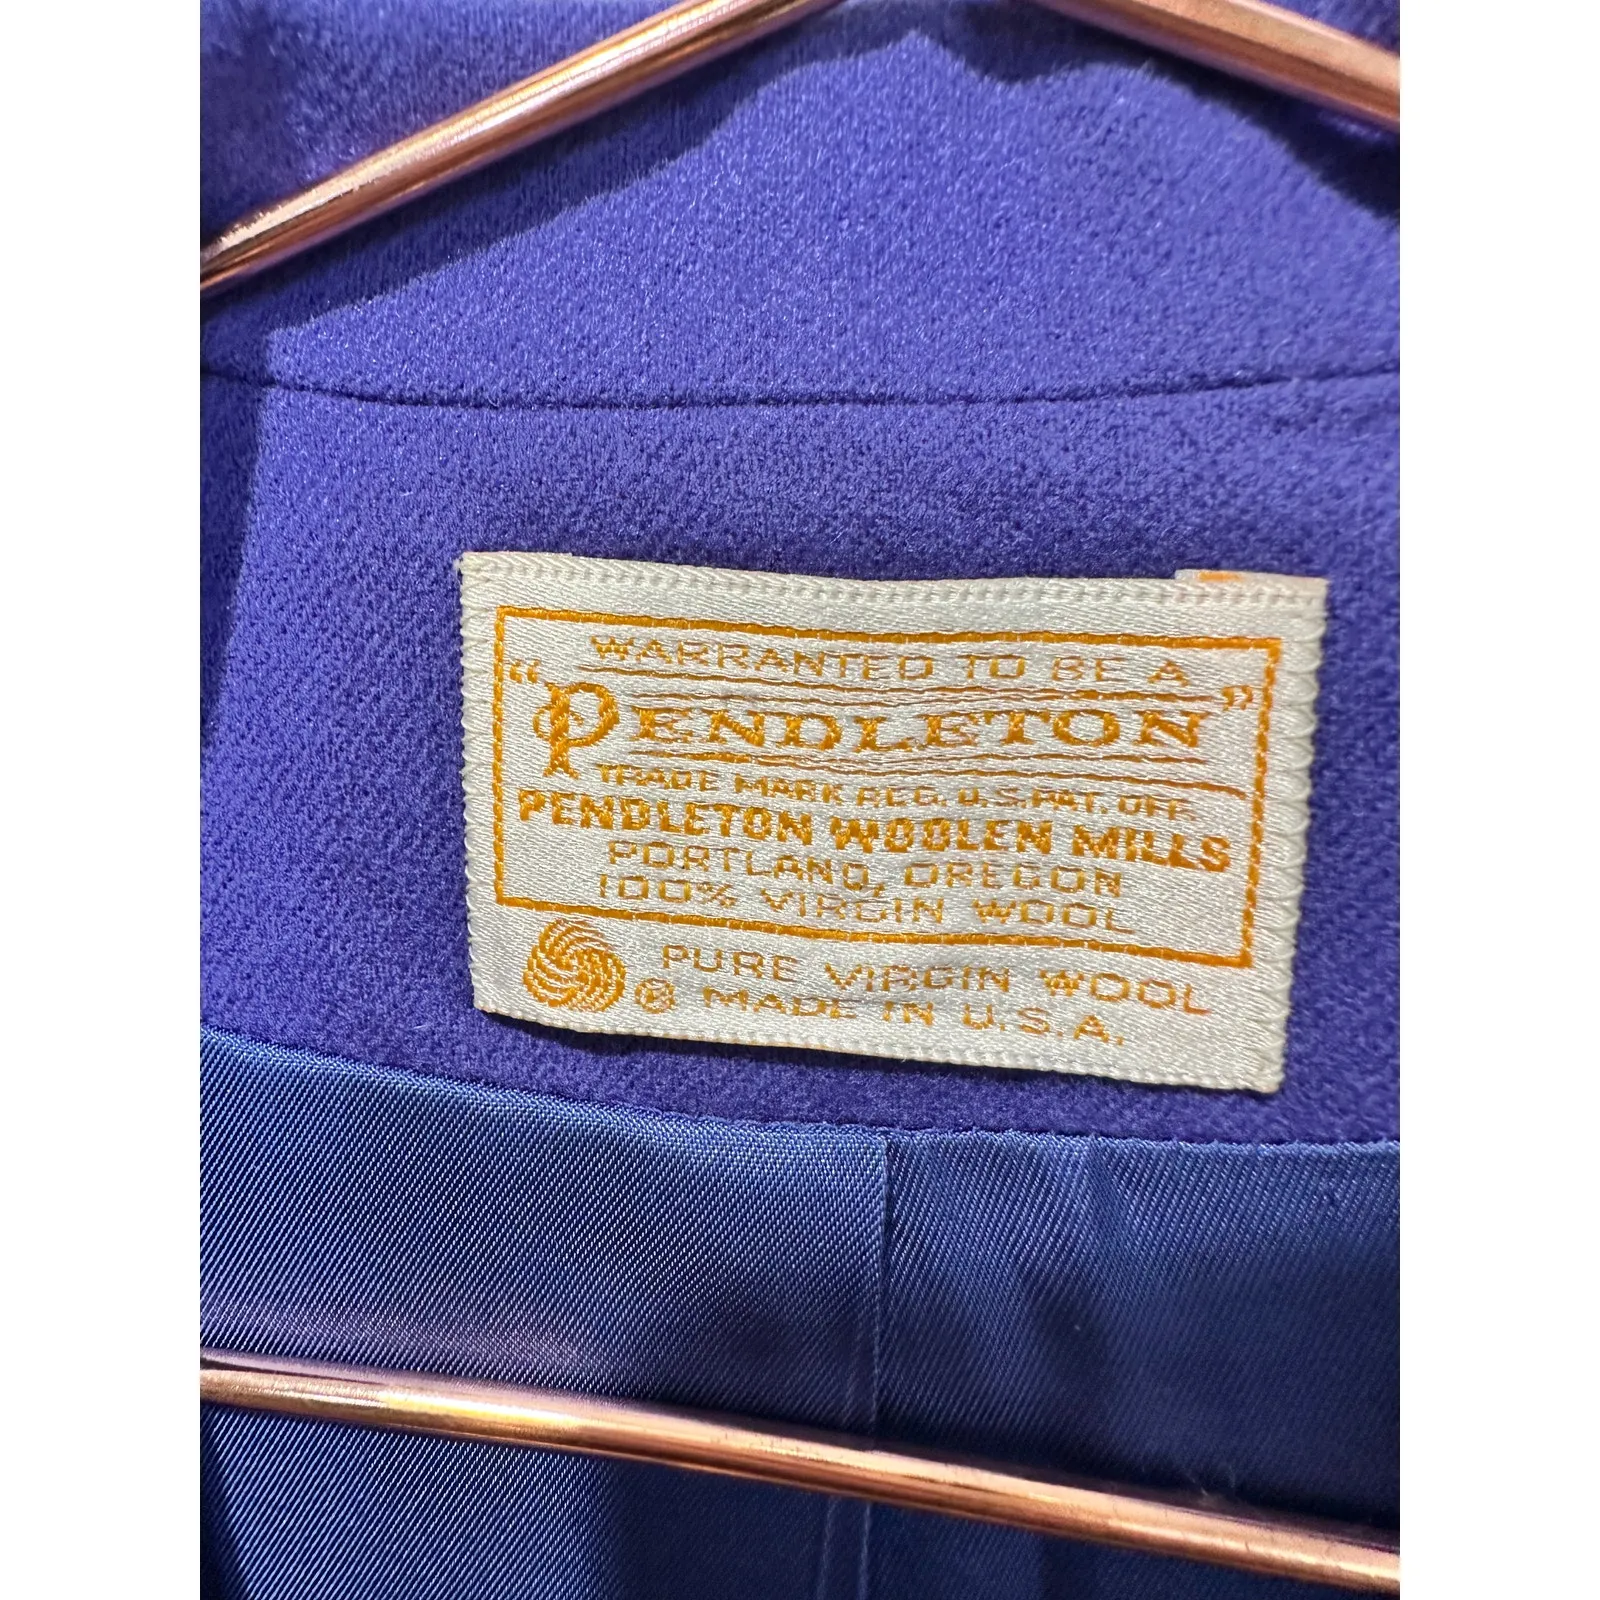 WARRANTED TO BE A
"PENDLETON"
TRADE MARK REG. U.S. PAT. OFF.
PENDLETON WOOLEN MILLS
PORTLAND, OREGON
100% VIRGIN WOOL
PURE VIRGIN WOOL
® MADE IN U.S.A.